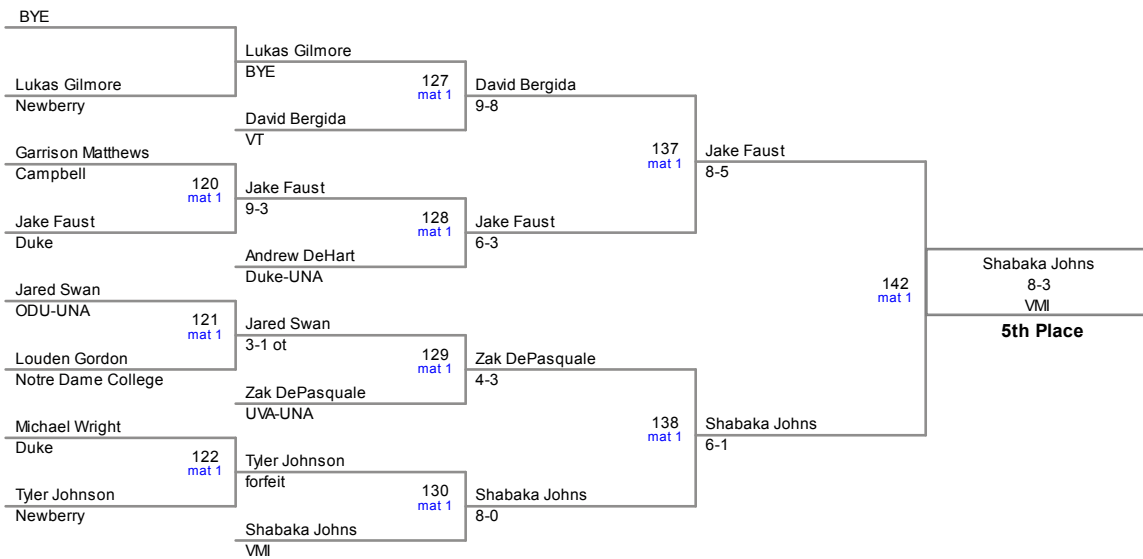 BYE
Lukas Gilmore
Newberry
Garrison Matthews
Campbell
120
mat 1
Jake Faust
Duke
Jared Swan
ODU-UNA
121
mat 1
Louden Gordon
Notre Dame College
Michael Wright
Duke
122
mat 1
Tyler Johnson
Newberry
Lukas Gilmore
BYE
127
mat 1
David Bergida
VT
Jake Faust
9-3
128
mat 1
Andrew DeHart
Duke-UNA
Jared Swan
3-1 ot
129
mat 1
Zak DePasquale
UVA-UNA
Tyler Johnson
forfeit
130
mat 1
Shabaka Johns
VMI
David Bergida
9-8
137
mat 1
Jake Faust
6-3
Zak DePasquale
4-3
138
mat 1
Shabaka Johns
8-0
Jake Faust
8-5
142
mat 1
Shabaka Johns
6-1
Shabaka Johns
8-3
VMI
5th Place